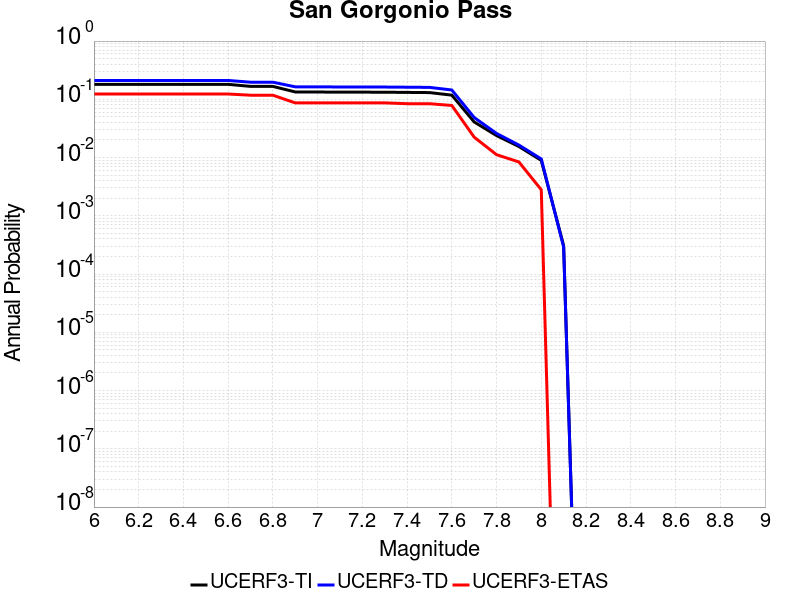 San Gorgonio Pass
10^0
10^-1
10^-2
10^-3
10^-4
10^-5
10^-6
10^-7
10^-8
Annual Probability
6 6.2 6.4 6.6 6.8 7 7.2 7.4 7.6 7.8 8 8.2 8.4 8.6 8.8 9
Magnitude
UCERF3-TI UCERF3-TD UCERF3-ETAS